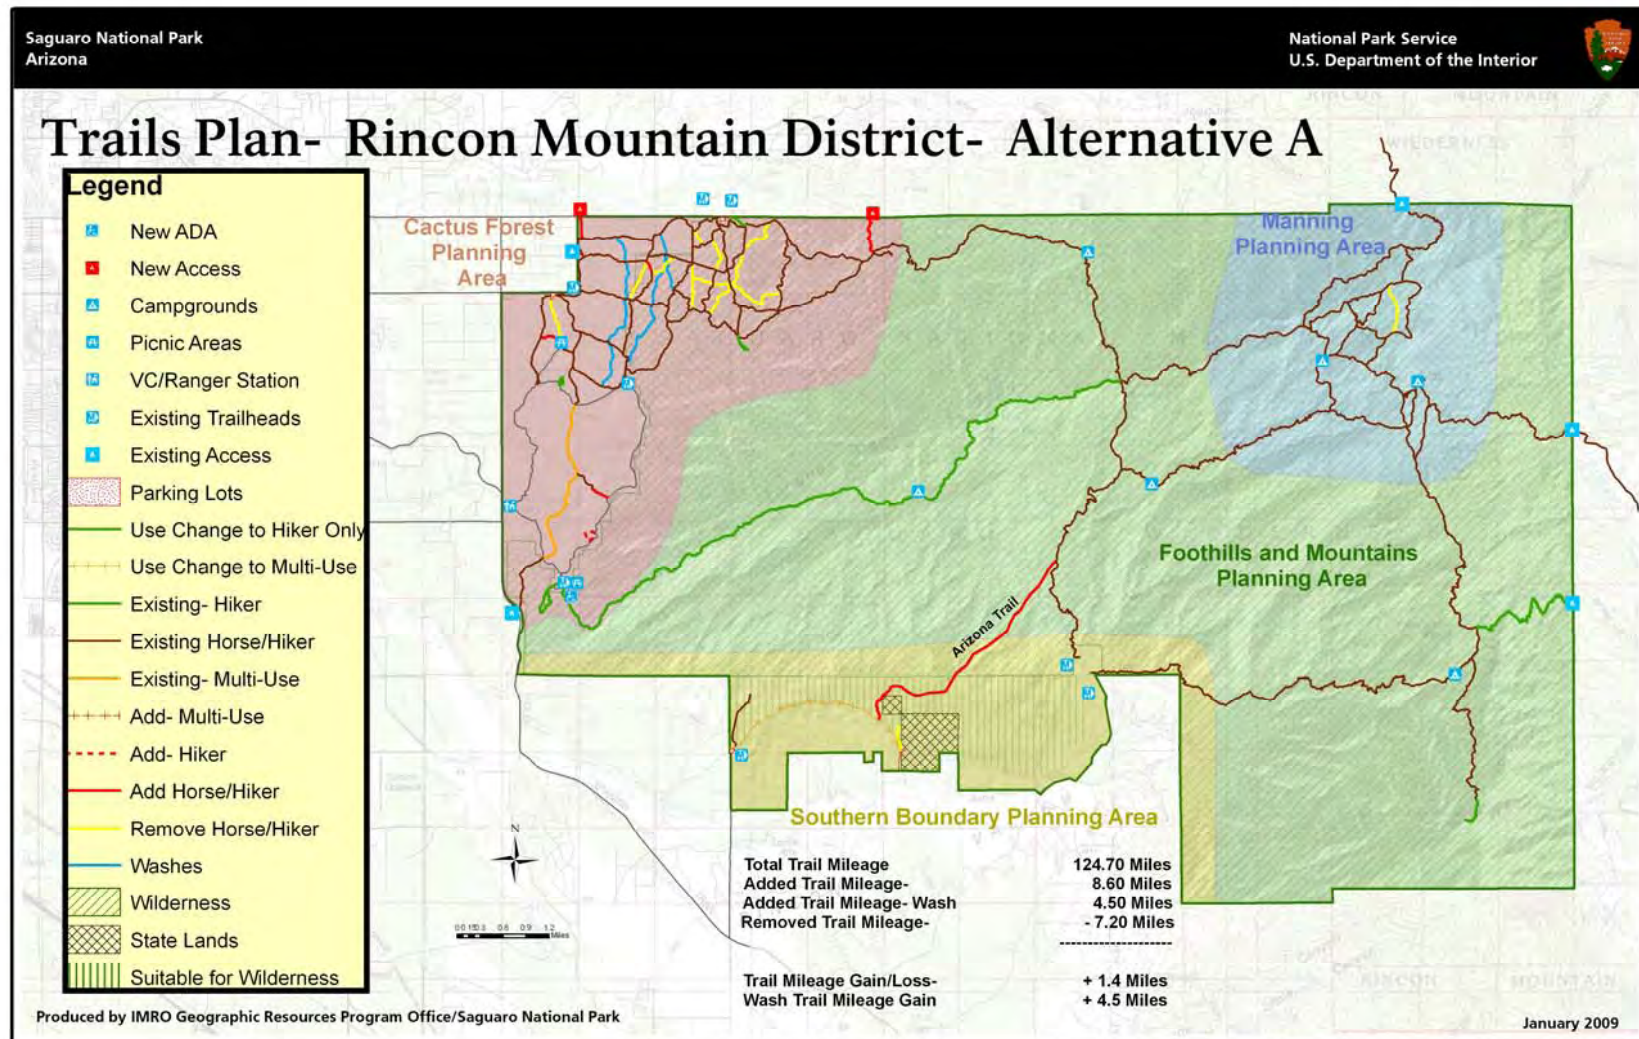 Saguaro National Park
Arizona
National Park Service
U.S. Department of the Interior
Trails Plan- Rincon Mountain District- Alternative A
Legend
New ADA
New Access
Campgrounds
Picnic Areas
VC/Ranger Station
Existing Trailheads
Existing Access
Parking Lots
Use Change to Hiker Only
Use Change to Multi-Use
Existing- Hiker
Existing Horse/Hiker
Existing- Multi-Use
Add- Multi-Use
Add- Hiker
Add Horse/Hiker
Remove Horse/Hiker
Washes
Wilderness
State Lands
Suitable for Wilderness
RINCON MOUNTAIN
WILDERNESS
Cactus Forest
Planning
Area
Manning
Planning Area
Foothills and Mountains
Planning Area
Arizona Trail
Southern Boundary Planning Area
N
Miles
Total Trail Mileage 124.70 Miles
Added Trail Mileage- 8.60 Miles
Added Trail Mileage- Wash 4.50 Miles
Removed Trail Mileage- - 7.20 Miles
--------------------
Trail Mileage Gain/Loss- + 1.4 Miles
Wash Trail Mileage Gain + 4.5 Miles
RINCON MOUNTAIN
Produced by IMRO Geographic Resources Program Office/Saguaro National Park
January 2009